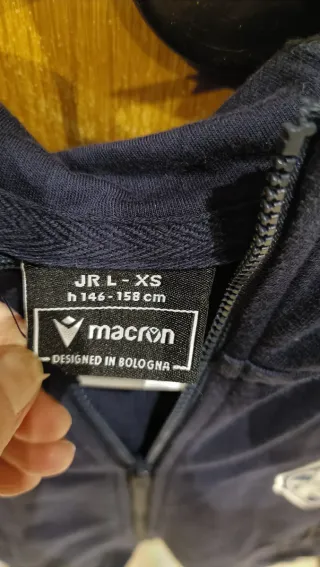 JR L - XS
h 146 - 158 cm
macron
DESIGNED IN BOLOGNA